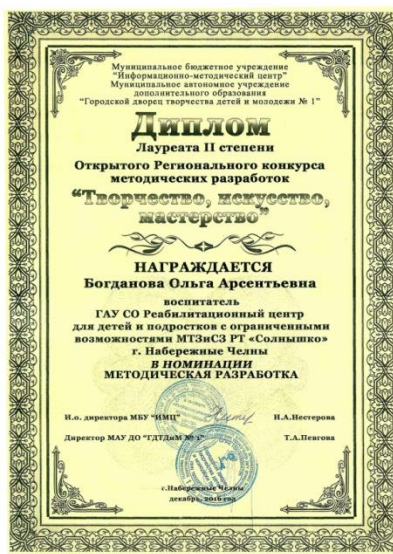 Муниципальное бюджетное учреждение
"Информационно-методический центр"
Муниципальное автономное учреждение
дополнительного образования
"Городской дворец творчества детей и молодежи № 1"
Диплом
Лауреата II степени
Открытого Регионального конкурса
методических разработок
"Творчество, искусство,
мастерство"
НАГРАЖДАЕТСЯ
Богданова Ольга Арсентьевна
воспитатель
ГАУ СО Реабилитационный центр
для детей и подростков с ограниченными
возможностями МТЗиСЗ РТ «Солнышко»
г. Набережные Челны
В НОМИНАЦИИ
МЕТОДИЧЕСКАЯ РАЗРАБОТКА
И.о. директора МБУ "ИМЦ" Н.А.Нестерова
Директор МАУ ДО "ГДТДиМ № 1" Т.А.Певгова
г.Набережные Челны
декабрь, 2016 год